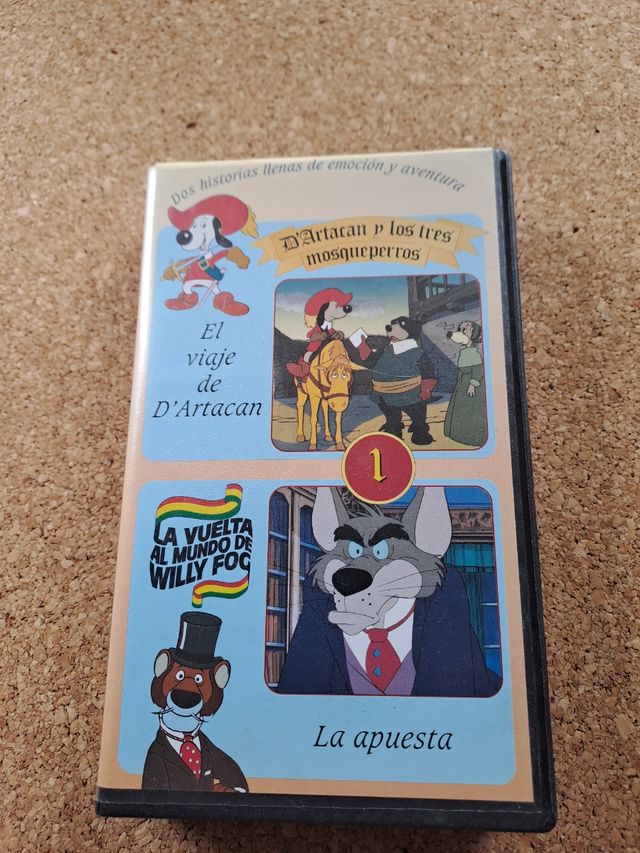 Dos historias llenas de emoción y aventura
D'Artacan y los tres
mosqueperros
El
viaje
de
D'Artacan
1
LA VUELTA
AL MUNDO DE
WILLY FOG
La apuesta